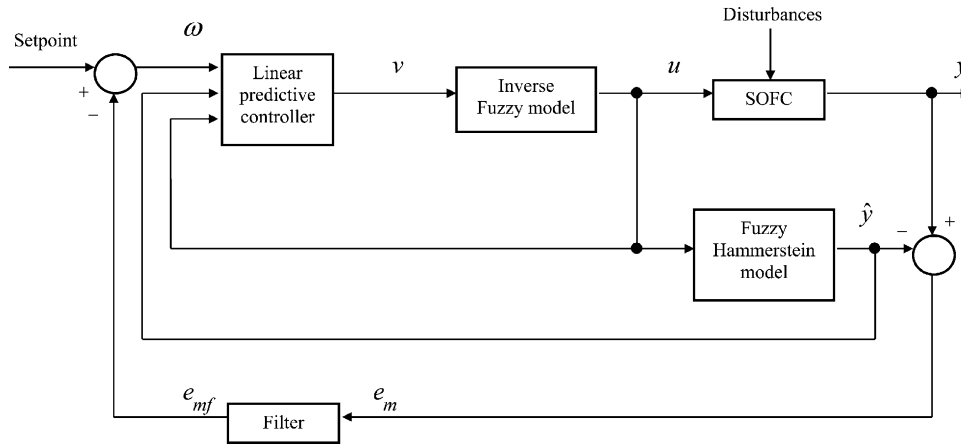 Disturbances
Setpoint
ω
+
−
Linear
predictive
controller
v
Inverse
Fuzzy model
u
SOFC
y
Fuzzy
Hammerstein
model
ŷ
−
+
e_mf
Filter
e_m